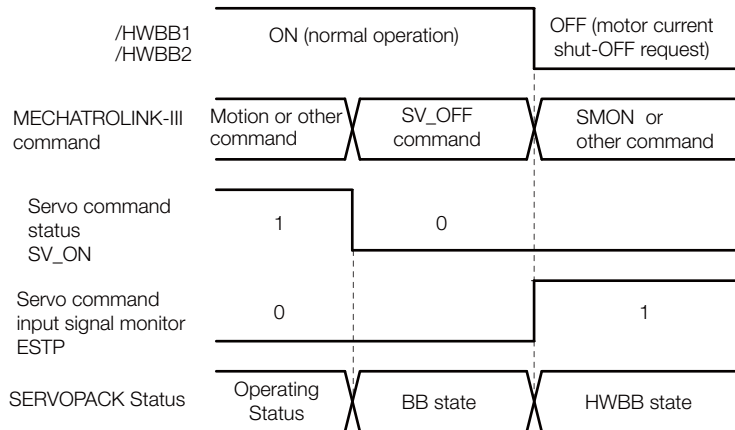 /HWBB1
/HWBB2
ON (normal operation)
OFF (motor current
shut-OFF request)
MECHATROLINK-III
command
Motion or other
command
SV_OFF
command
SMON or
other command
Servo command
status
SV_ON
1
0
Servo command
input signal monitor
ESTP
0
1
SERVOPACK Status
Operating
Status
BB state
HWBB state